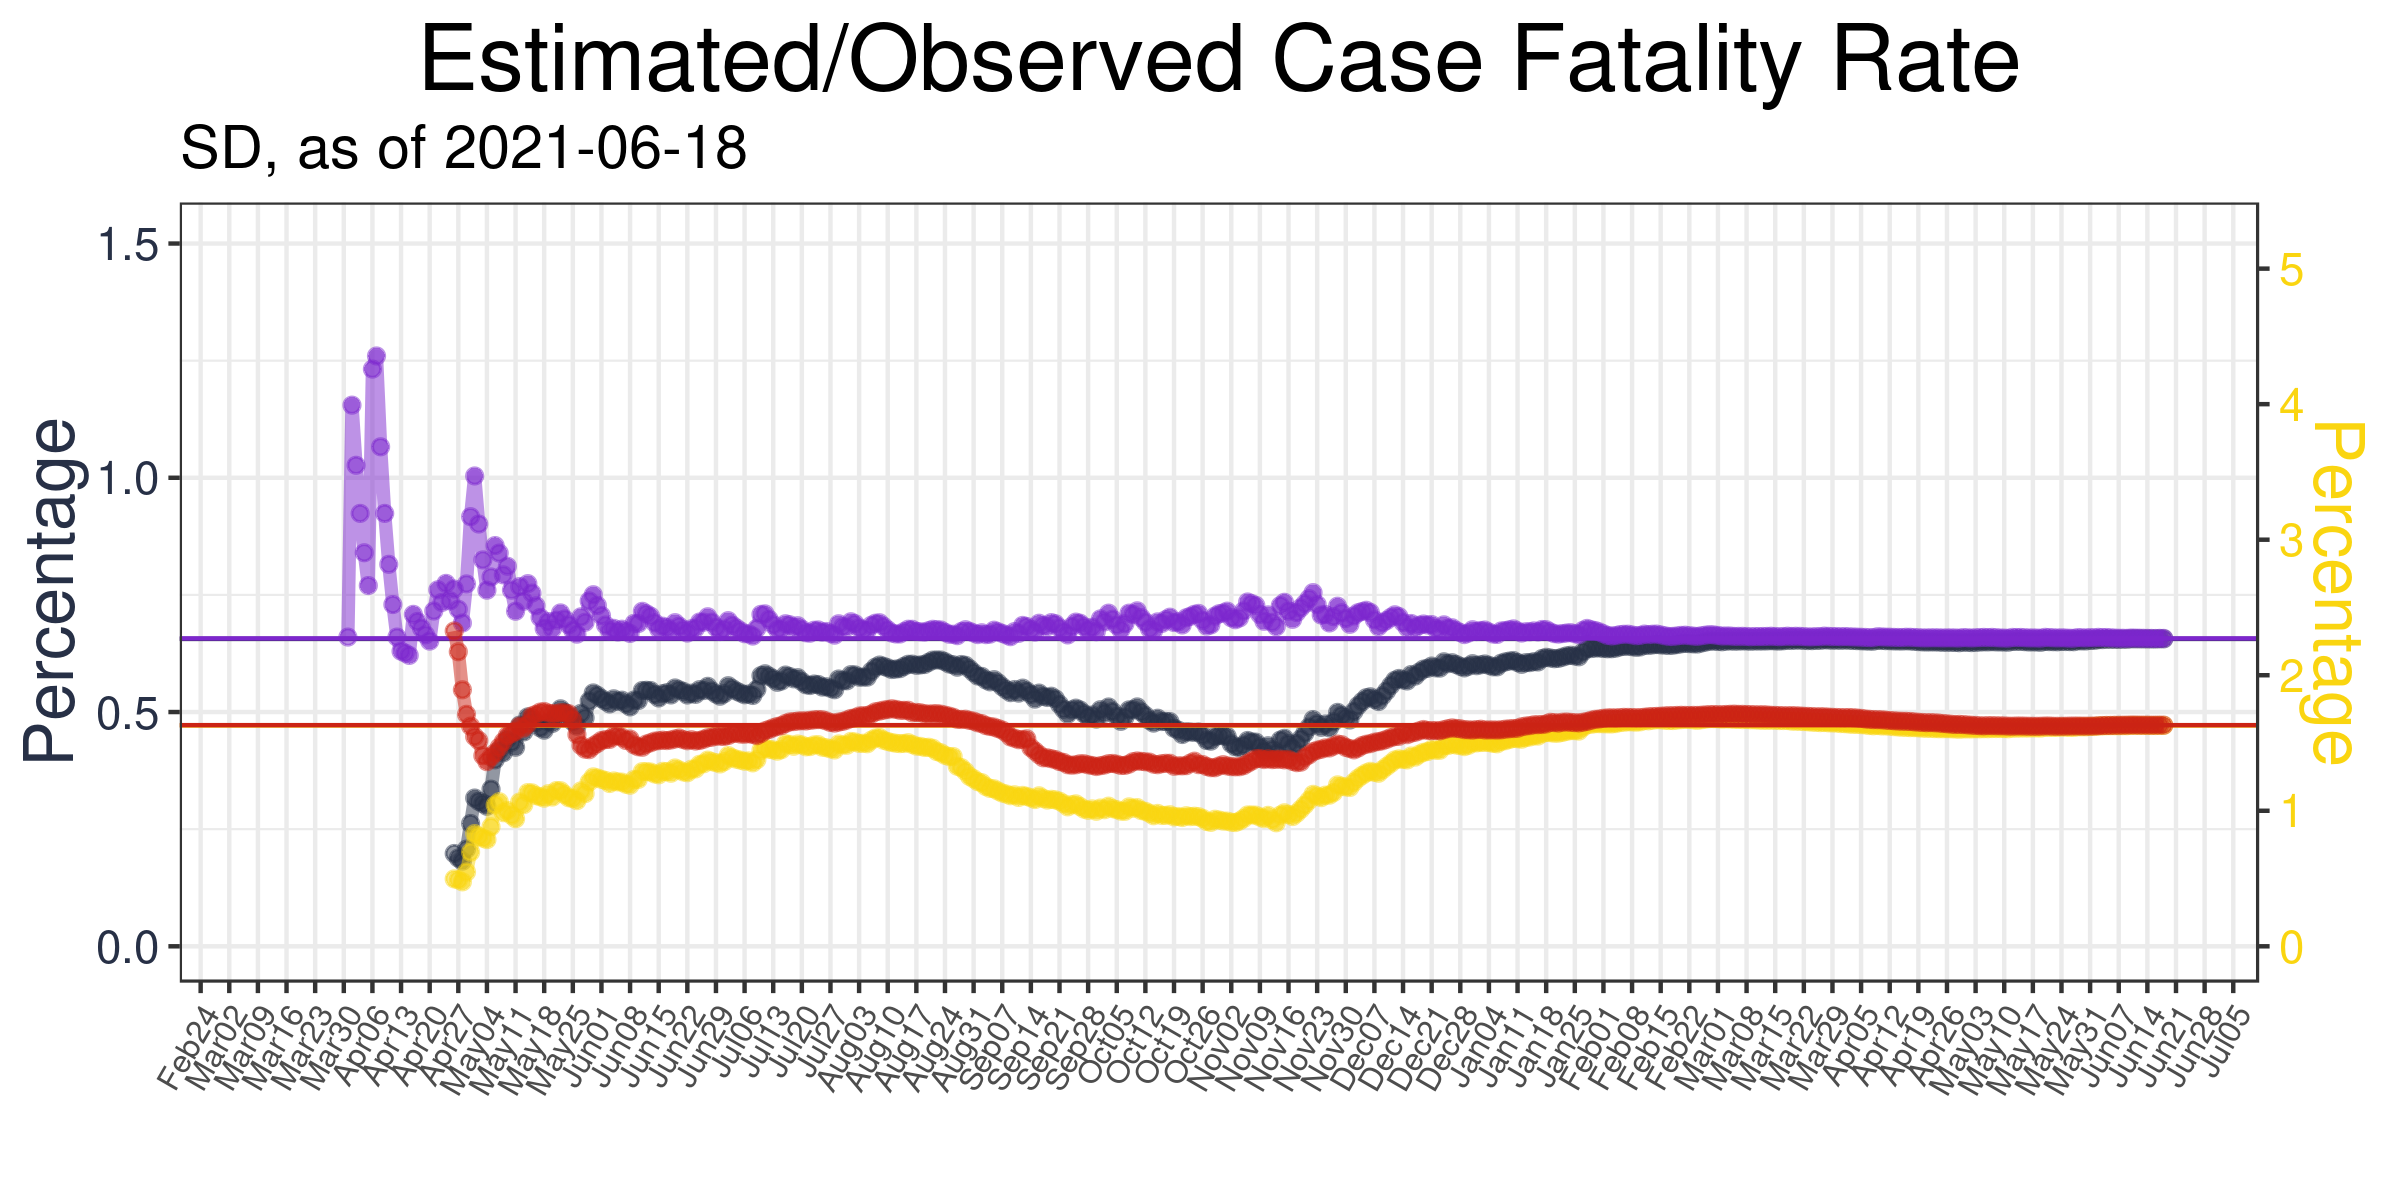 Estimated/Observed Case Fatality Rate
SD, as of 2021-06-18
Percentage
1.5
1.0
0.5
0.0
5
4
3
2
1
0
Percentage
Feb24
Mar02
Mar09
Mar16
Mar23
Mar30
Apr06
Apr13
Apr20
Apr27
May04
May11
May18
May25
Jun01
Jun08
Jun15
Jun22
Jun29
Jul06
Jul13
Jul20
Jul27
Aug03
Aug10
Aug17
Aug24
Aug31
Sep07
Sep14
Sep21
Sep28
Oct05
Oct12
Oct19
Oct26
Nov02
Nov09
Nov16
Nov23
Nov30
Dec07
Dec14
Dec21
Dec28
Jan04
Jan11
Jan18
Jan25
Feb01
Feb08
Feb15
Feb22
Mar01
Mar08
Mar15
Mar22
Mar29
Apr05
Apr12
Apr19
Apr26
May03
May10
May17
May24
May31
Jun07
Jun14
Jun21
Jun28
Jul05